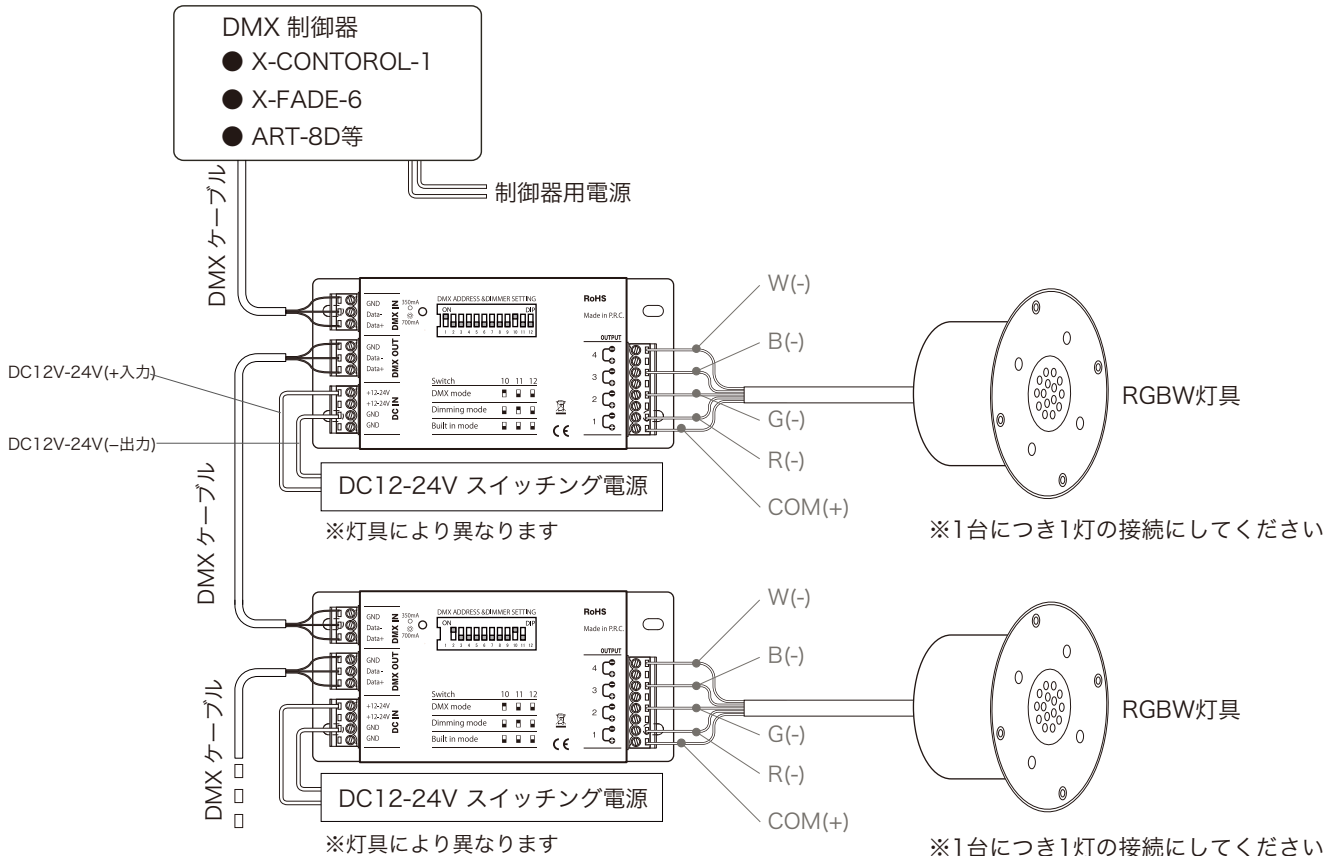 DMX 制御器
● X-CONTOROL-1
● X-FADE-6
● ART-8D等
制御器用電源
DMX ケーブル
GND
Data-
Data+
DMX IN
350mA
700mA
DMX ADDRESS &DIMMER SETTING
ON
DIP
1 2 3 4 5 6 7 8 9 10 11 12
RoHS
Made in P.R.C.
GND
Data-
Data+
DMX OUT
+12-24V
+12-24V
GND
GND
DC IN
Switch 10 11 12
DMX mode
Dimming mode
Built in mode
CE
OUTPUT
4
3
2
1
W(-)
B(-)
G(-)
R(-)
COM(+)
RGBW灯具
DC12V-24V(+入力)
DC12V-24V(−出力)
DC12-24V スイッチング電源
※灯具により異なります
※1台につき1灯の接続にしてください
DMX ケーブル
GND
Data-
Data+
DMX IN
350mA
700mA
DMX ADDRESS &DIMMER SETTING
ON
DIP
1 2 3 4 5 6 7 8 9 10 11 12
RoHS
Made in P.R.C.
GND
Data-
Data+
DMX OUT
+12-24V
+12-24V
GND
GND
DC IN
Switch 10 11 12
DMX mode
Dimming mode
Built in mode
CE
OUTPUT
4
3
2
1
W(-)
B(-)
G(-)
R(-)
COM(+)
RGBW灯具
DMX ケーブル
DC12-24V スイッチング電源
※灯具により異なります
※1台につき1灯の接続にしてください